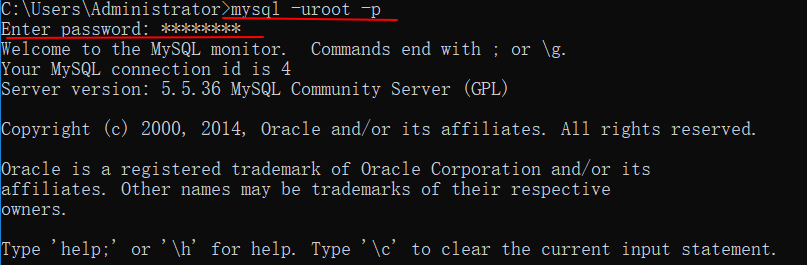 C:\Users\Administrator>mysql -uroot -p
Enter password: ********
Welcome to the MySQL monitor.  Commands end with ; or \g.
Your MySQL connection id is 4
Server version: 5.5.36 MySQL Community Server (GPL)
Copyright (c) 2000, 2014, Oracle and/or its affiliates. All rights reserved.
Oracle is a registered trademark of Oracle Corporation and/or its
affiliates. Other names may be trademarks of their respective
owners.
Type 'help;' or '\h' for help. Type '\c' to clear the current input statement.